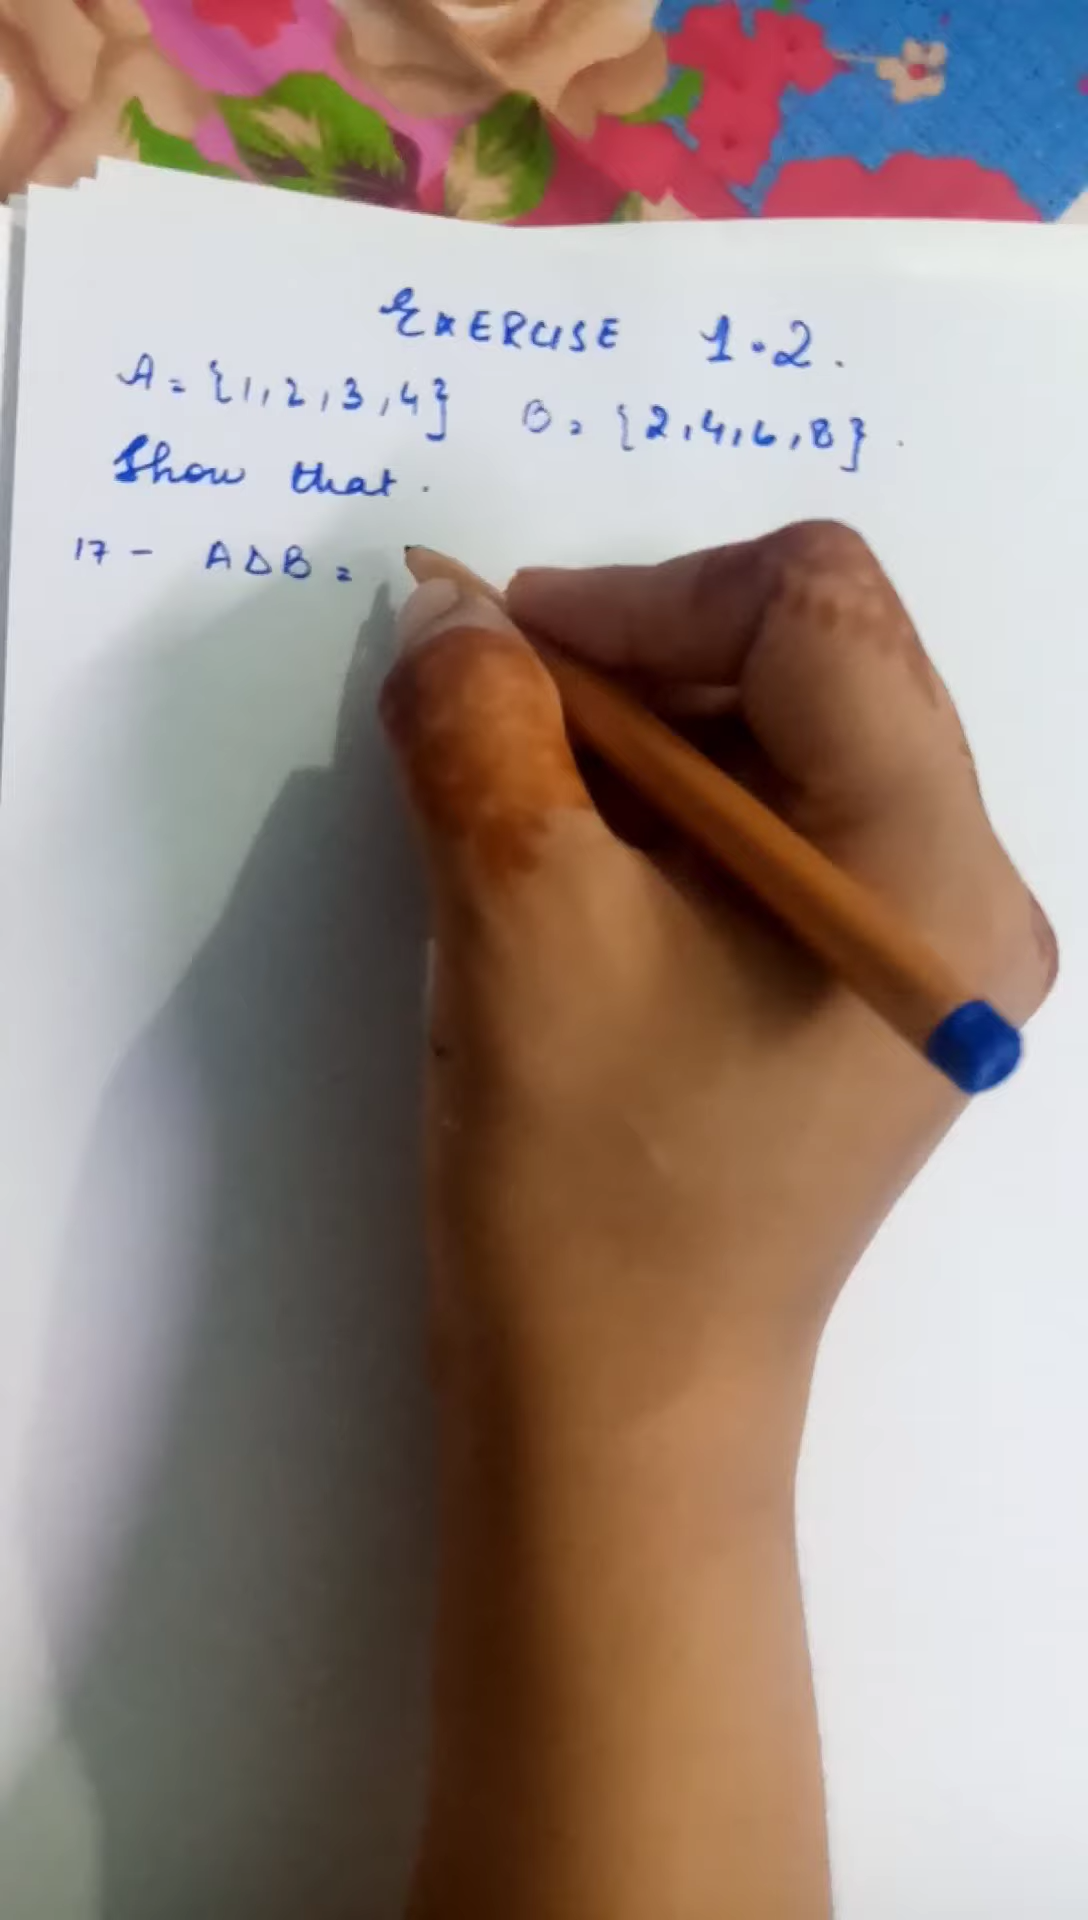 EXERCISE 1.2.
A = {1,2,3,4} B = {2,4,6,8}.
Show that.
17 - A Δ B =